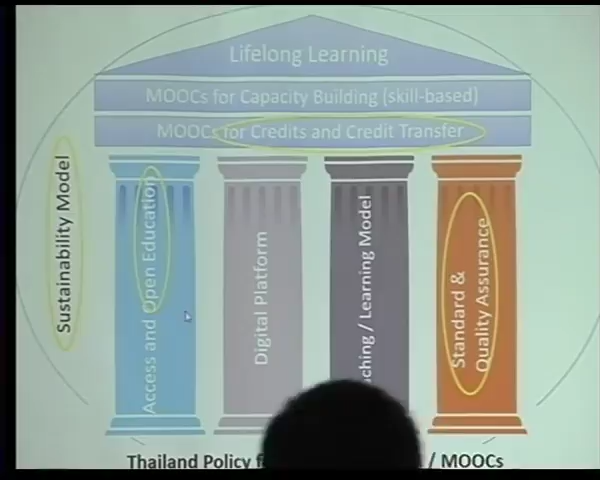 Lifelong Learning
MOOCs for Capacity Building (skill-based)
MOOCs for Credits and Credit Transfer
Sustainability Model
Access and Open Education
Digital Platform
ching / Learning Model
Standard &
Quality Assurance
Thailand Policy / MOOCs